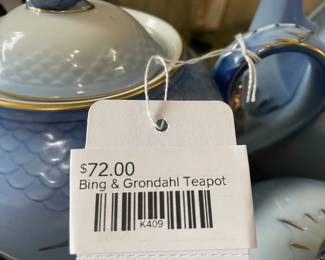 $72.00
Bing & Grondahl Teapot
K409